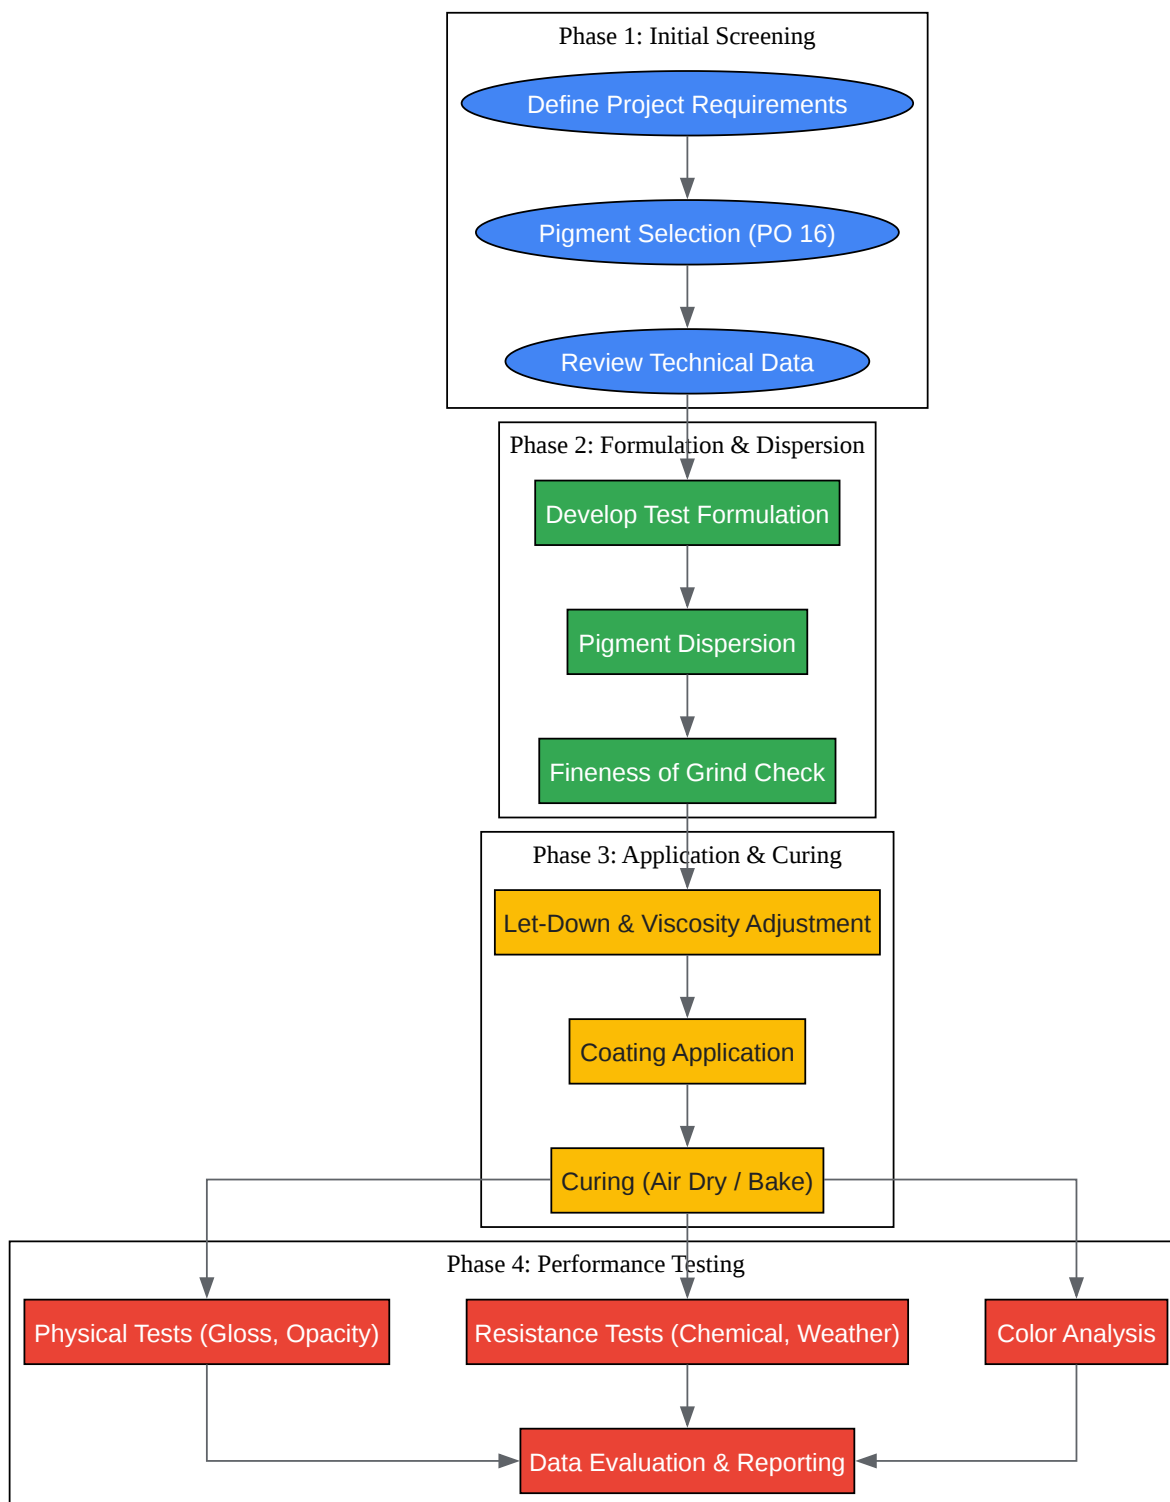 Phase 1: Initial Screening
Define Project Requirements
Pigment Selection (PO 16)
Review Technical Data
Phase 2: Formulation & Dispersion
Develop Test Formulation
Pigment Dispersion
Fineness of Grind Check
Phase 3: Application & Curing
Let-Down & Viscosity Adjustment
Coating Application
Curing (Air Dry / Bake)
Phase 4: Performance Testing
Physical Tests (Gloss, Opacity)
Resistance Tests (Chemical, Weather)
Color Analysis
Data Evaluation & Reporting